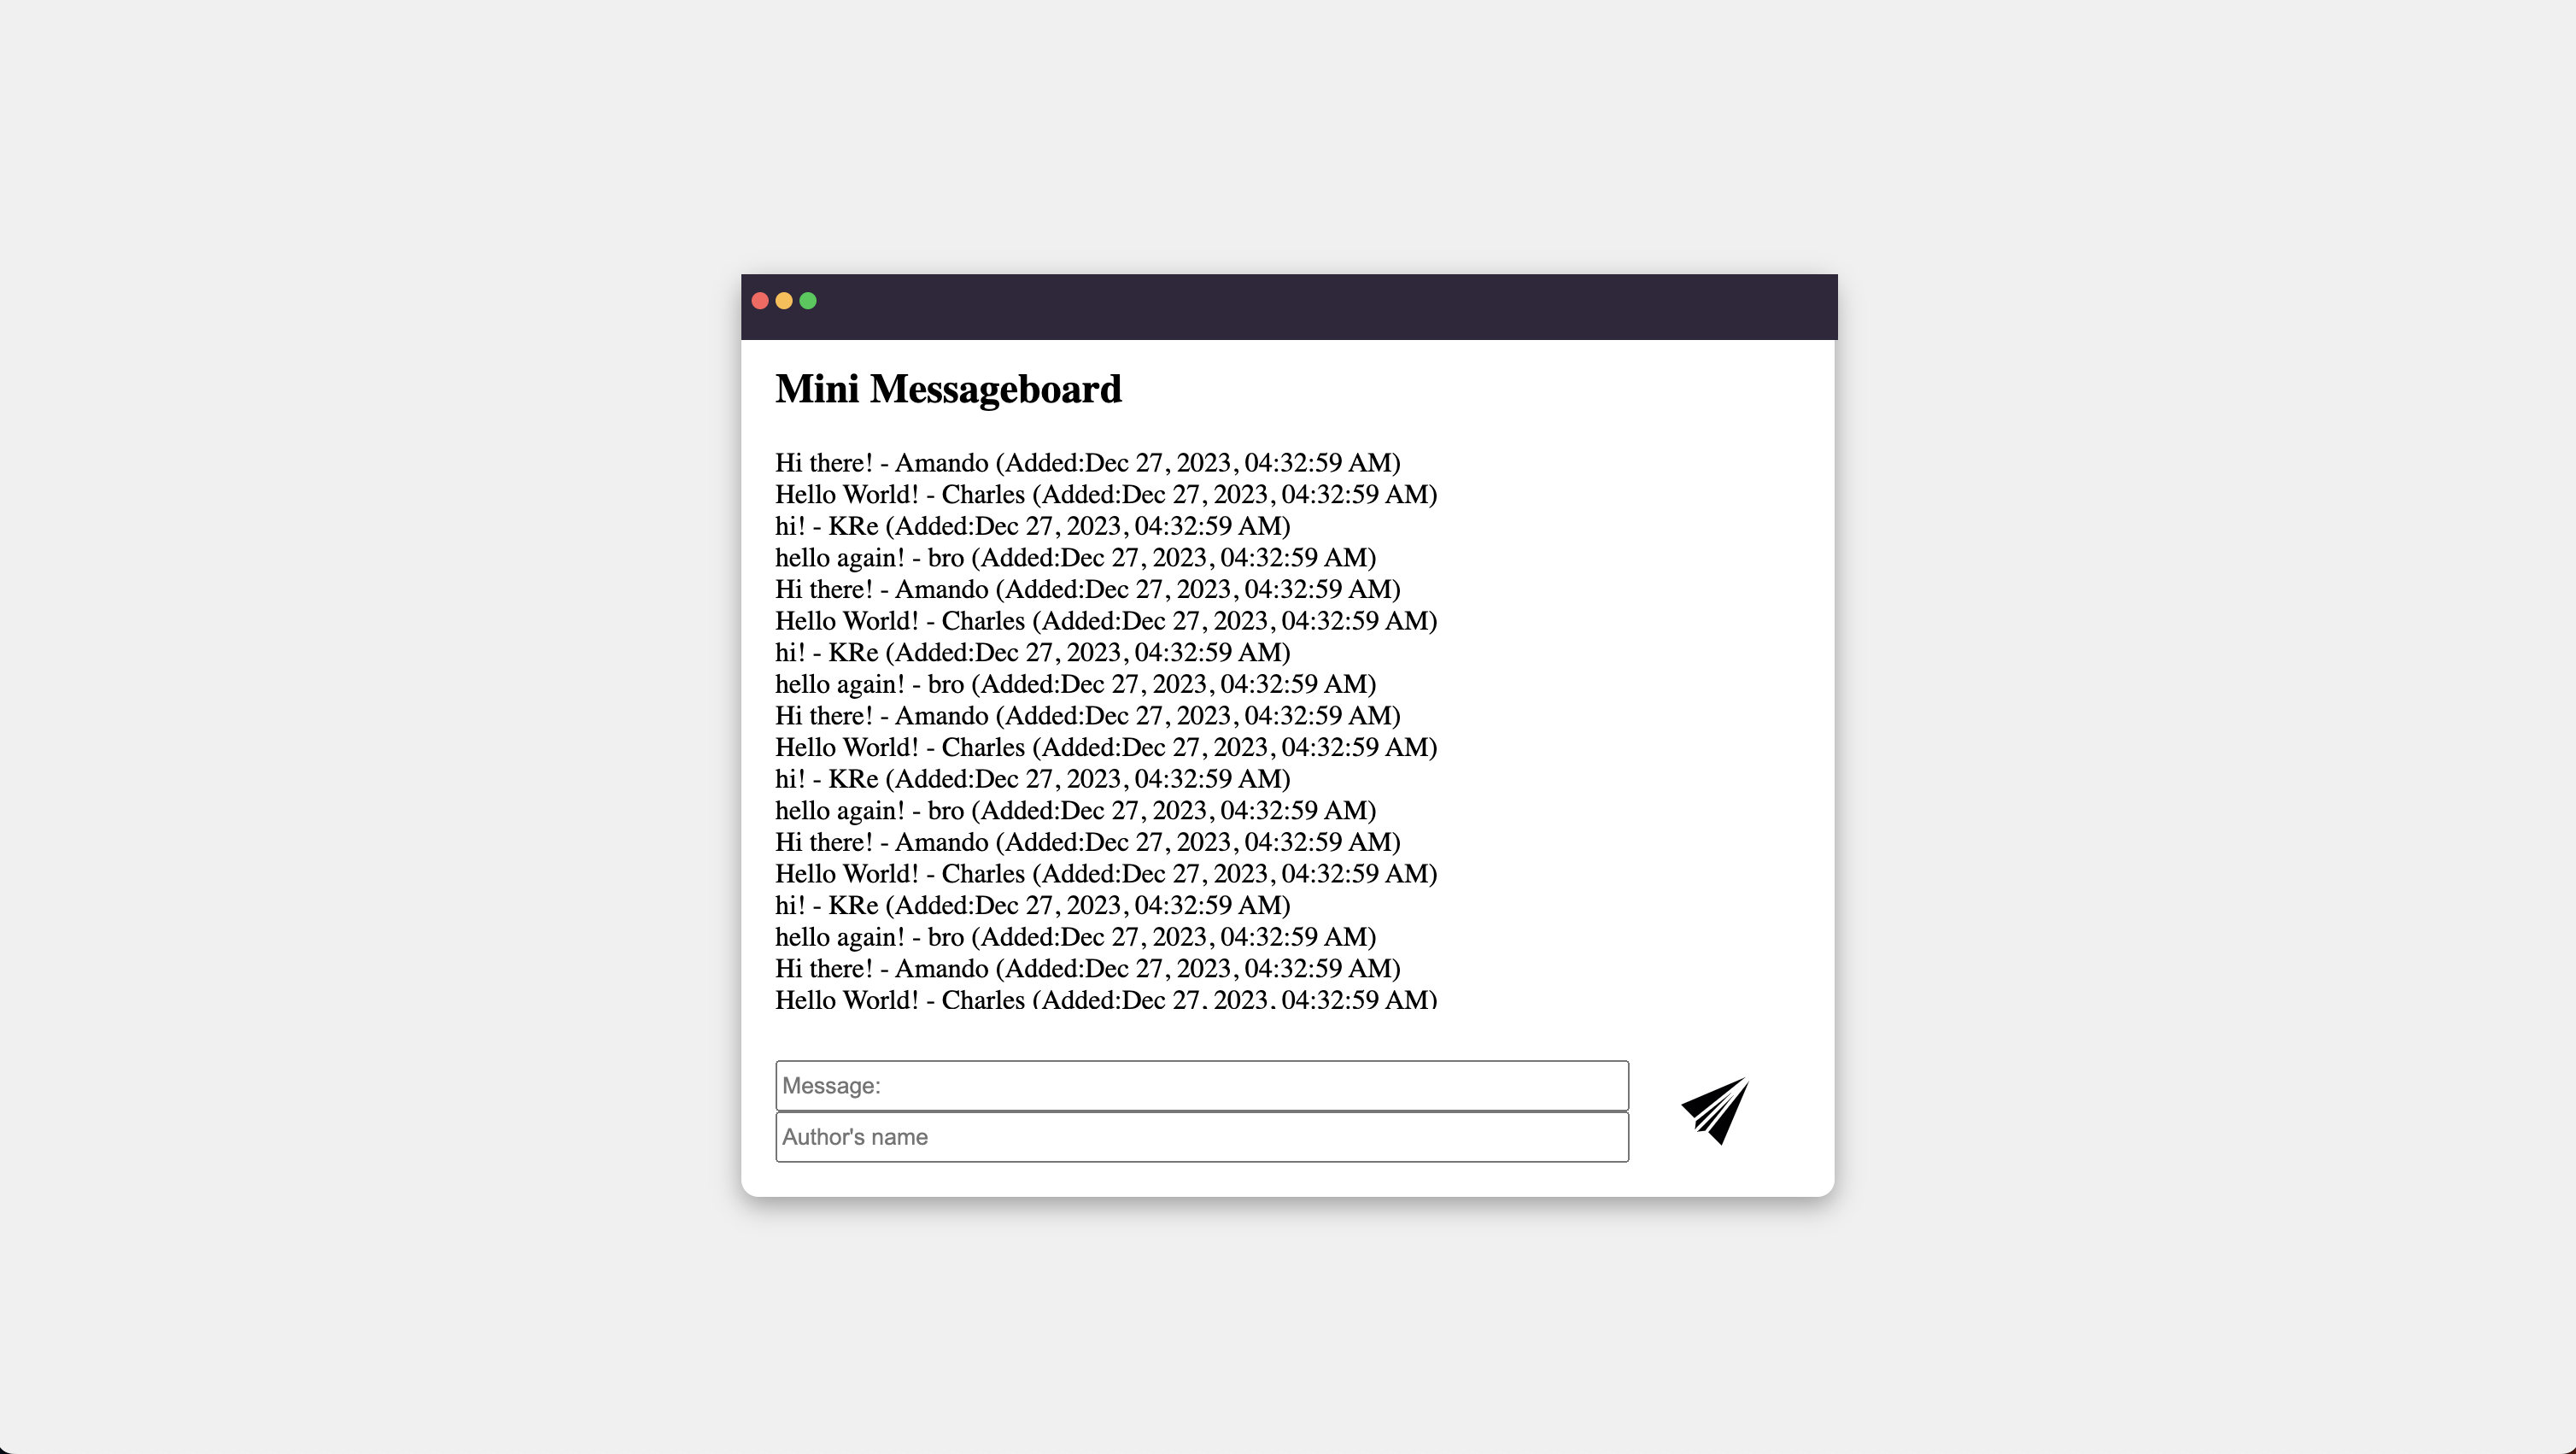 Mini Messageboard
Hi there! - Amando (Added:Dec 27, 2023, 04:32:59 AM)
Hello World! - Charles (Added:Dec 27, 2023, 04:32:59 AM)
hi! - KRe (Added:Dec 27, 2023, 04:32:59 AM)
hello again! - bro (Added:Dec 27, 2023, 04:32:59 AM)
Hi there! - Amando (Added:Dec 27, 2023, 04:32:59 AM)
Hello World! - Charles (Added:Dec 27, 2023, 04:32:59 AM)
hi! - KRe (Added:Dec 27, 2023, 04:32:59 AM)
hello again! - bro (Added:Dec 27, 2023, 04:32:59 AM)
Hi there! - Amando (Added:Dec 27, 2023, 04:32:59 AM)
Hello World! - Charles (Added:Dec 27, 2023, 04:32:59 AM)
hi! - KRe (Added:Dec 27, 2023, 04:32:59 AM)
hello again! - bro (Added:Dec 27, 2023, 04:32:59 AM)
Hi there! - Amando (Added:Dec 27, 2023, 04:32:59 AM)
Hello World! - Charles (Added:Dec 27, 2023, 04:32:59 AM)
hi! - KRe (Added:Dec 27, 2023, 04:32:59 AM)
hello again! - bro (Added:Dec 27, 2023, 04:32:59 AM)
Hi there! - Amando (Added:Dec 27, 2023, 04:32:59 AM)
Hello World! - Charles (Added:Dec 27, 2023, 04:32:59 AM)
Message:
Author's name